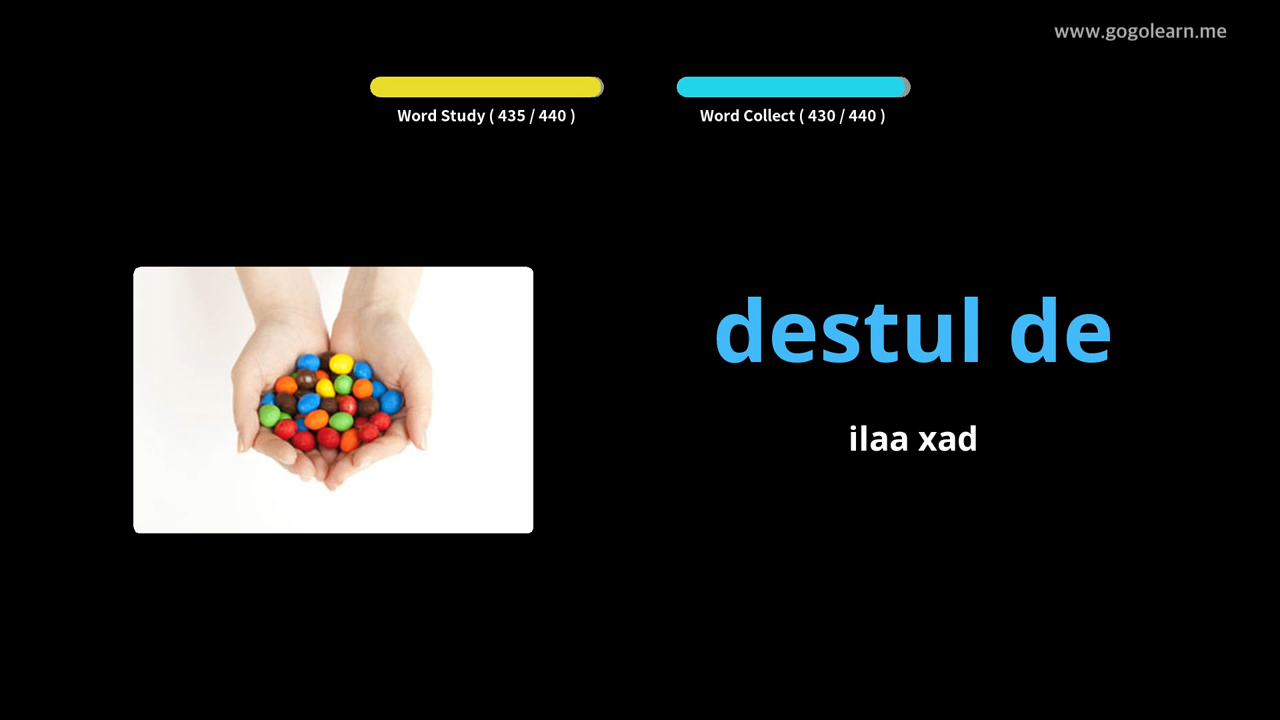 www.gogolearn.me
Word Study ( 435 / 440 )
Word Collect ( 430 / 440 )
destul de
ilaa xad